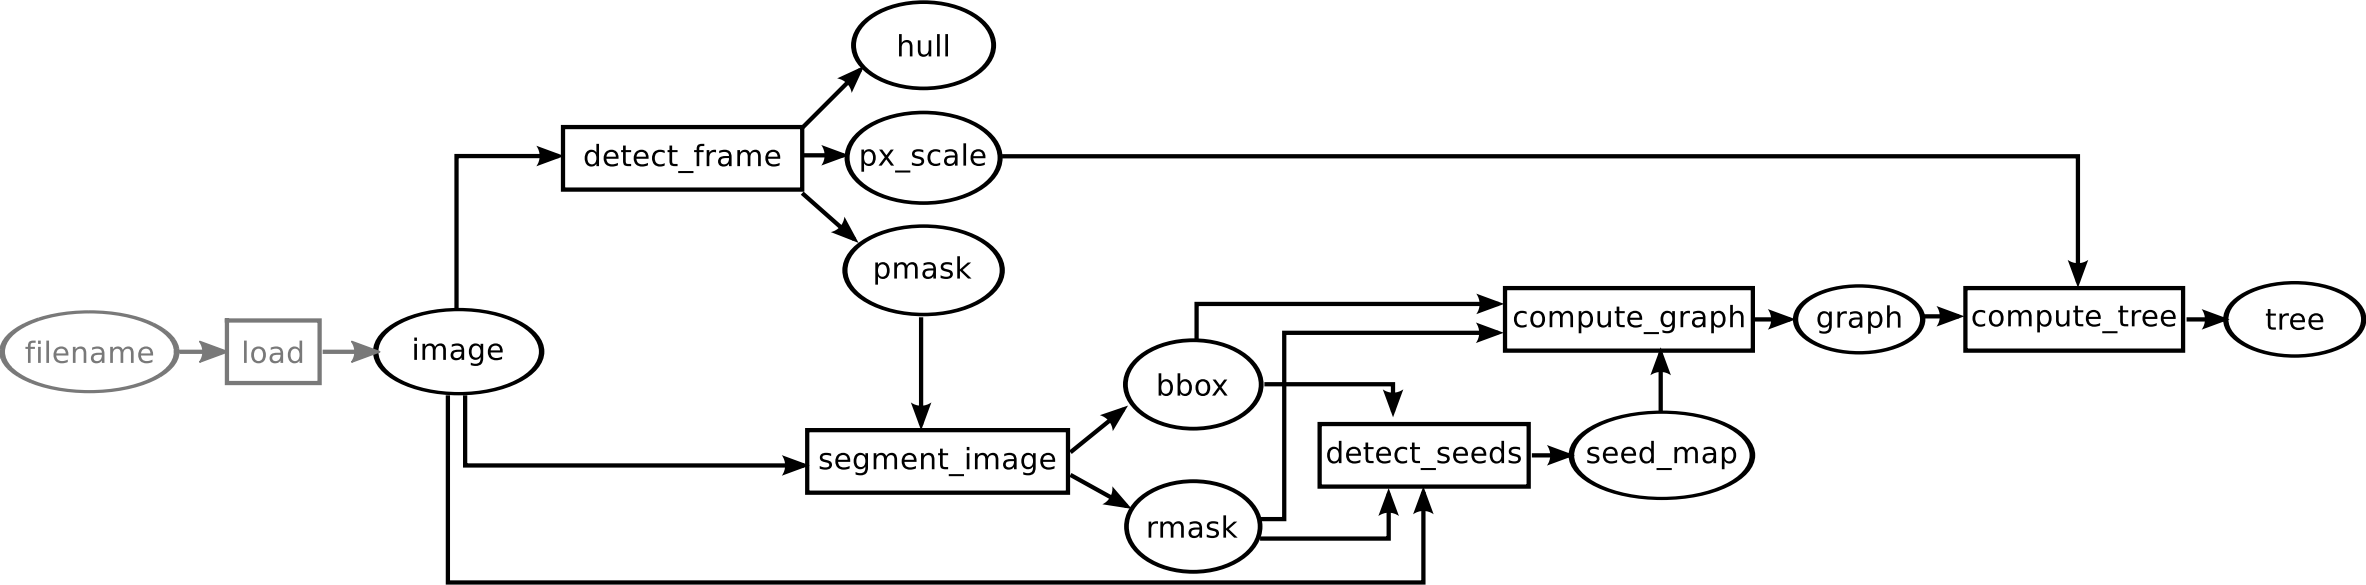 hull
detect_frame
px_scale
pmask
filename
load
image
compute_graph
graph
compute_tree
tree
bbox
segment_image
detect_seeds
seed_map
rmask